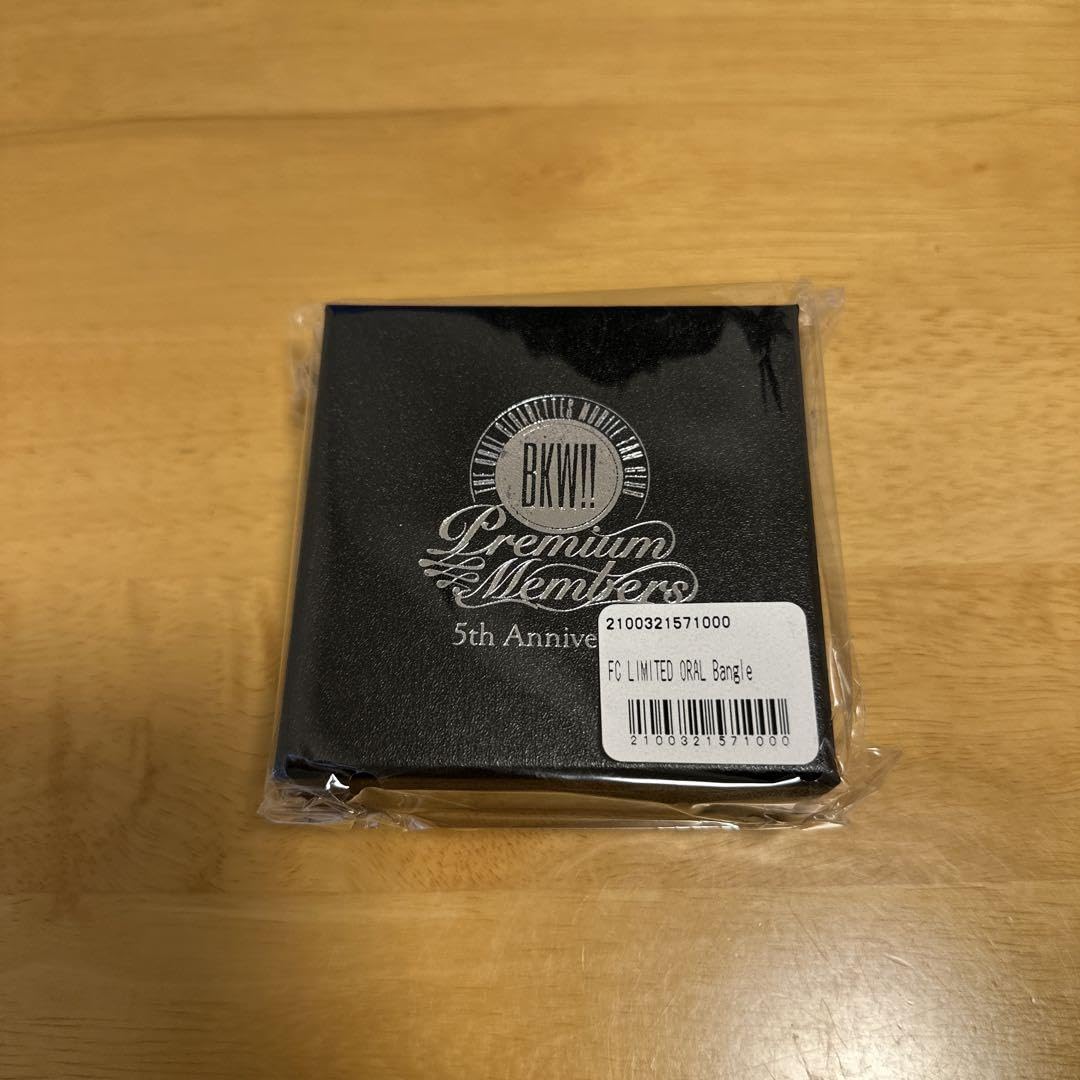 THE ORAL CIGARETTES MOBILE FAN CLUB
BKW!!
Premium
Members
5th Annive
2100321571000
FC LIMITED ORAL Bangle
2100321571000